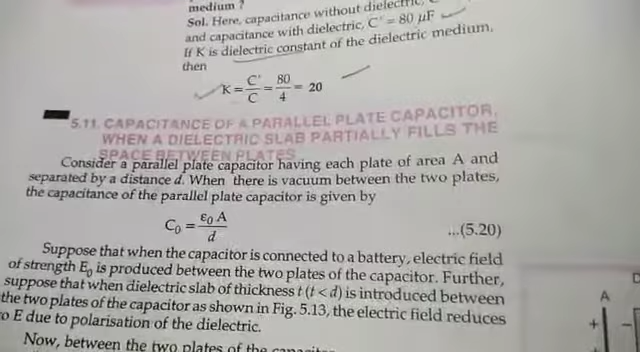 medium ?
Sol. Here, capacitance without dielectric,
and capacitance with dielectric, C' = 80 μF
If K is dielectric constant of the dielectric medium,
then
K = C'/C = 80/4 = 20
5.11. CAPACITANCE OF A PARALLEL PLATE CAPACITOR,
WHEN A DIELECTRIC SLAB PARTIALLY FILLS THE
SPACE BETWEEN PLATES
Consider a parallel plate capacitor having each plate of area A and
separated by a distance d. When there is vacuum between the two plates,
the capacitance of the parallel plate capacitor is given by
C₀ = ε₀ A / d ...(5.20)
Suppose that when the capacitor is connected to a battery, electric field
of strength E₀ is produced between the two plates of the capacitor. Further,
suppose that when dielectric slab of thickness t (t < d) is introduced between
the two plates of the capacitor as shown in Fig. 5.13, the electric field reduces
to E due to polarisation of the dielectric.
Now, between the two plates of the capacitor
A
+ −